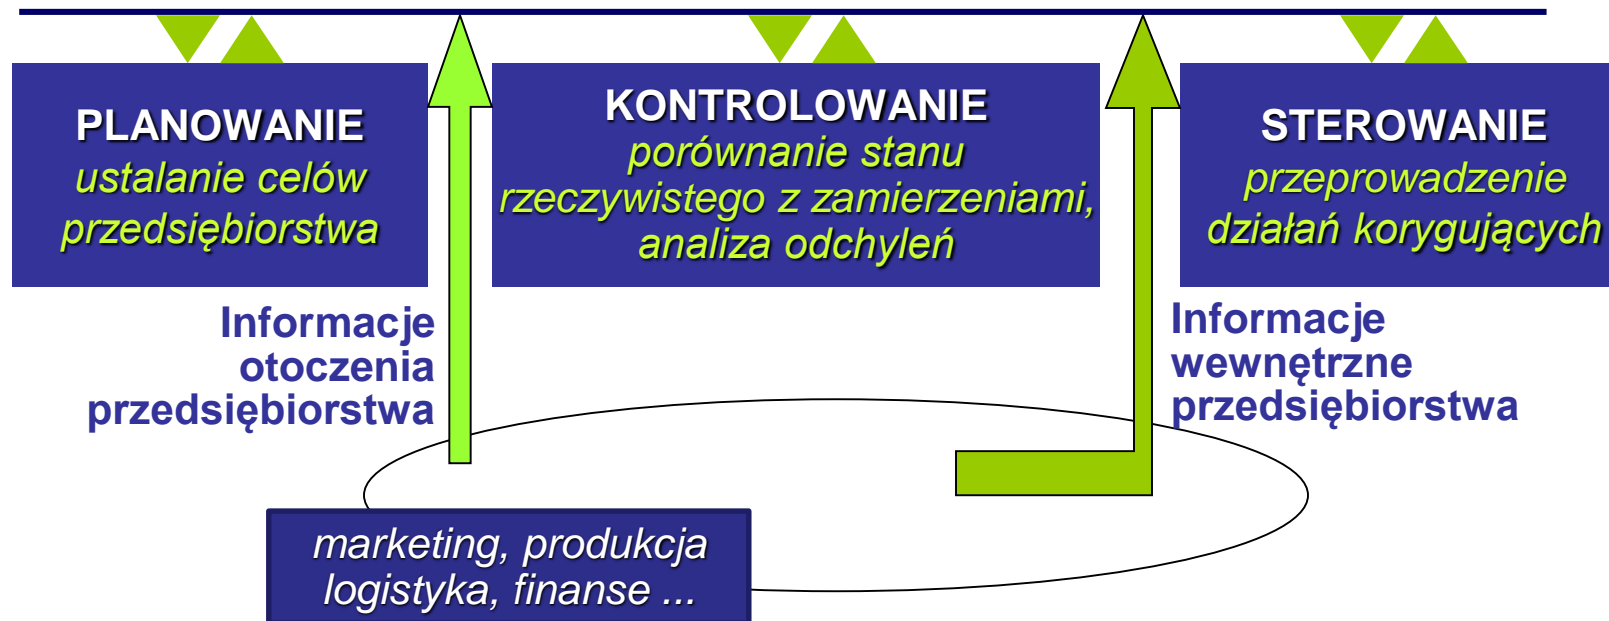 PLANOWANIE
ustalanie celów
przedsiębiorstwa
KONTROLOWANIE
porównanie stanu
rzeczywistego z zamierzeniami,
analiza odchyleń
STEROWANIE
przeprowadzenie
działań korygujących
Informacje
otoczenia
przedsiębiorstwa
Informacje
wewnętrzne
przedsiębiorstwa
marketing, produkcja
logistyka, finanse ...